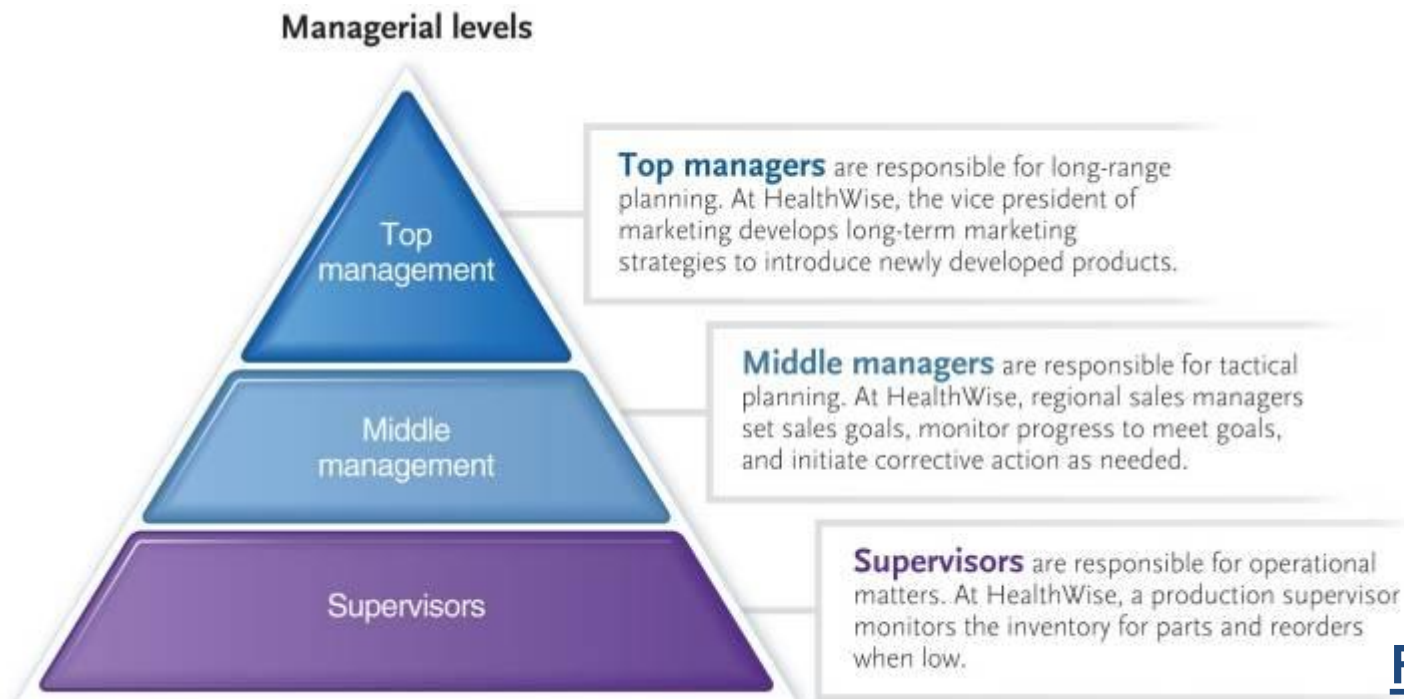 Managerial levels
Top
management
Top managers are responsible for long-range
planning. At HealthWise, the vice president of
marketing develops long-term marketing
strategies to introduce newly developed products.
Middle
management
Middle managers are responsible for tactical
planning. At HealthWise, regional sales managers
set sales goals, monitor progress to meet goals,
and initiate corrective action as needed.
Supervisors
Supervisors are responsible for operational
matters. At HealthWise, a production supervisor
monitors the inventory for parts and reorders
when low.